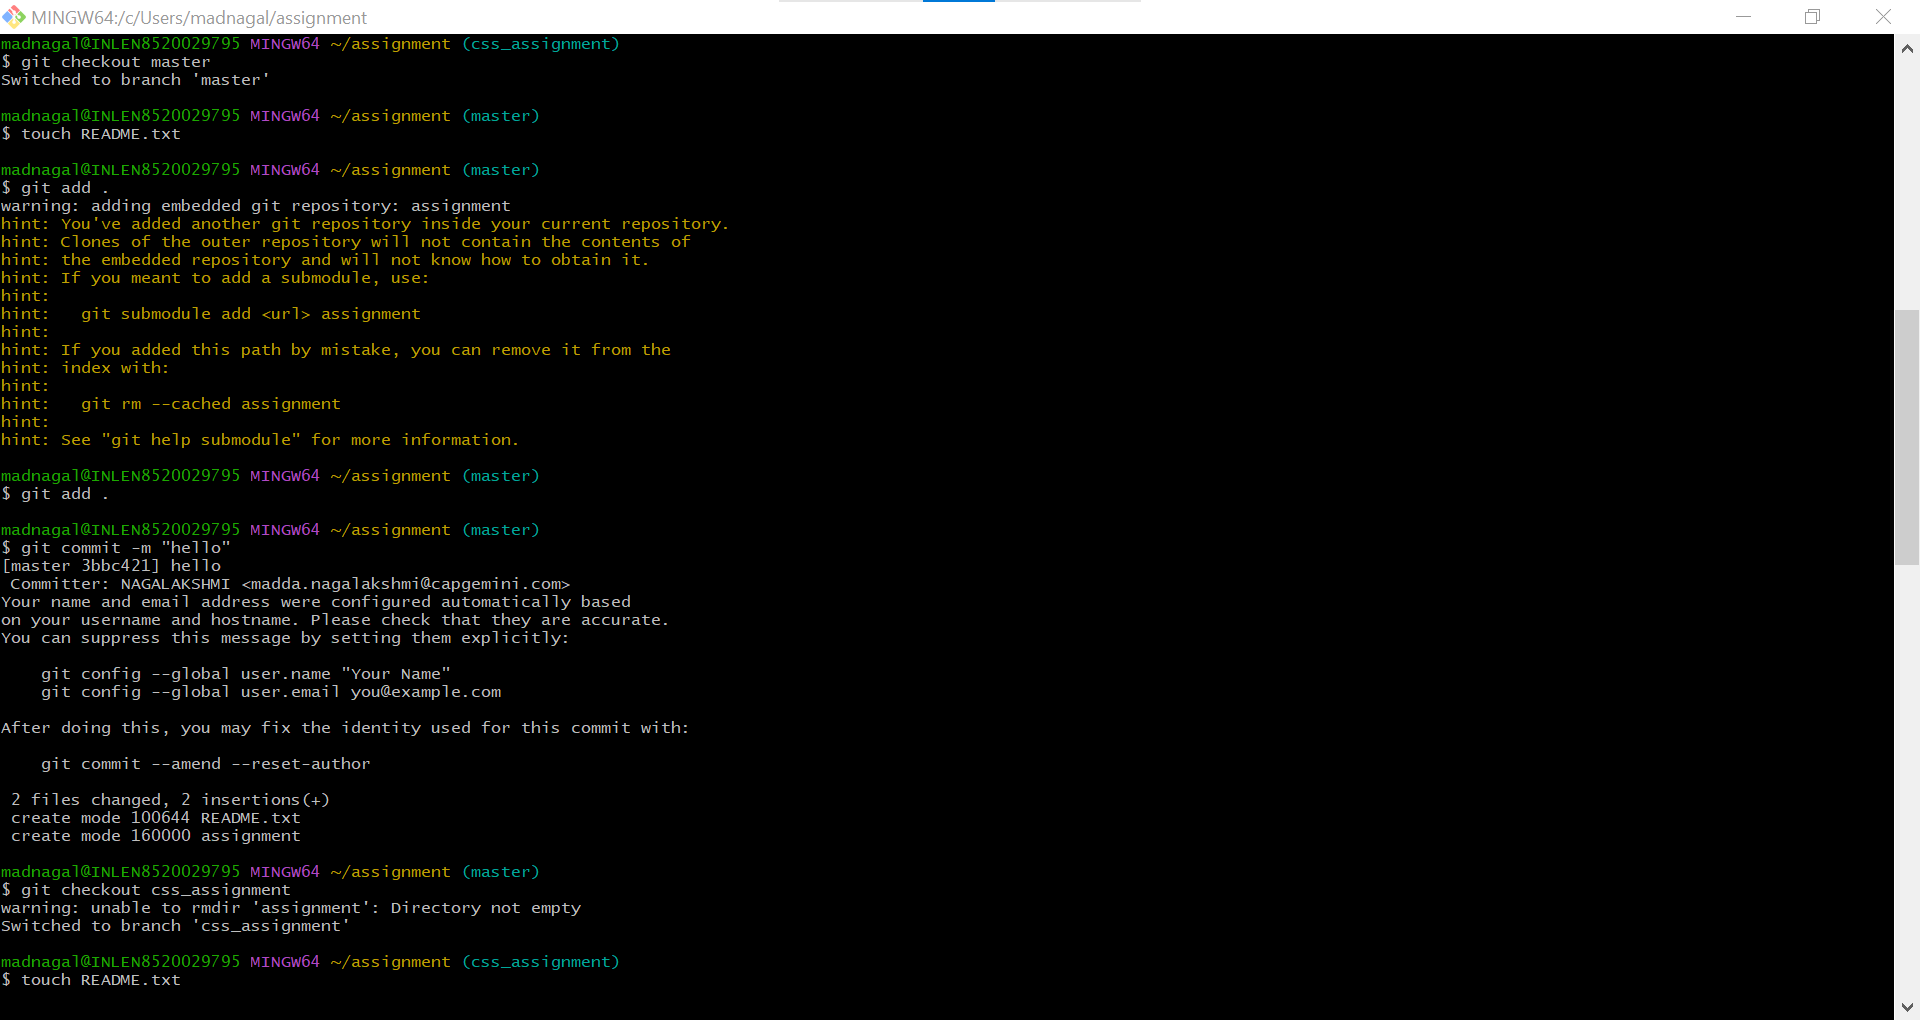 MINGW64:/c/Users/madnagal/assignment
madnagal@INLEN8520029795 MINGW64 ~/assignment (css_assignment)
$ git checkout master
Switched to branch 'master'
madnagal@INLEN8520029795 MINGW64 ~/assignment (master)
$ touch README.txt
madnagal@INLEN8520029795 MINGW64 ~/assignment (master)
$ git add .
warning: adding embedded git repository: assignment
hint: You've added another git repository inside your current repository.
hint: Clones of the outer repository will not contain the contents of
hint: the embedded repository and will not know how to obtain it.
hint: If you meant to add a submodule, use:
hint:
hint:   git submodule add <url> assignment
hint:
hint: If you added this path by mistake, you can remove it from the
hint: index with:
hint:
hint:   git rm --cached assignment
hint:
hint: See "git help submodule" for more information.
madnagal@INLEN8520029795 MINGW64 ~/assignment (master)
$ git add .
madnagal@INLEN8520029795 MINGW64 ~/assignment (master)
$ git commit -m "hello"
[master 3bbc421] hello
 Committer: NAGALAKSHMI <madda.nagalakshmi@capgemini.com>
Your name and email address were configured automatically based
on your username and hostname. Please check that they are accurate.
You can suppress this message by setting them explicitly:
    git config --global user.name "Your Name"
    git config --global user.email you@example.com
After doing this, you may fix the identity used for this commit with:
    git commit --amend --reset-author
 2 files changed, 2 insertions(+)
 create mode 100644 README.txt
 create mode 160000 assignment
madnagal@INLEN8520029795 MINGW64 ~/assignment (master)
$ git checkout css_assignment
warning: unable to rmdir 'assignment': Directory not empty
Switched to branch 'css_assignment'
madnagal@INLEN8520029795 MINGW64 ~/assignment (css_assignment)
$ touch README.txt